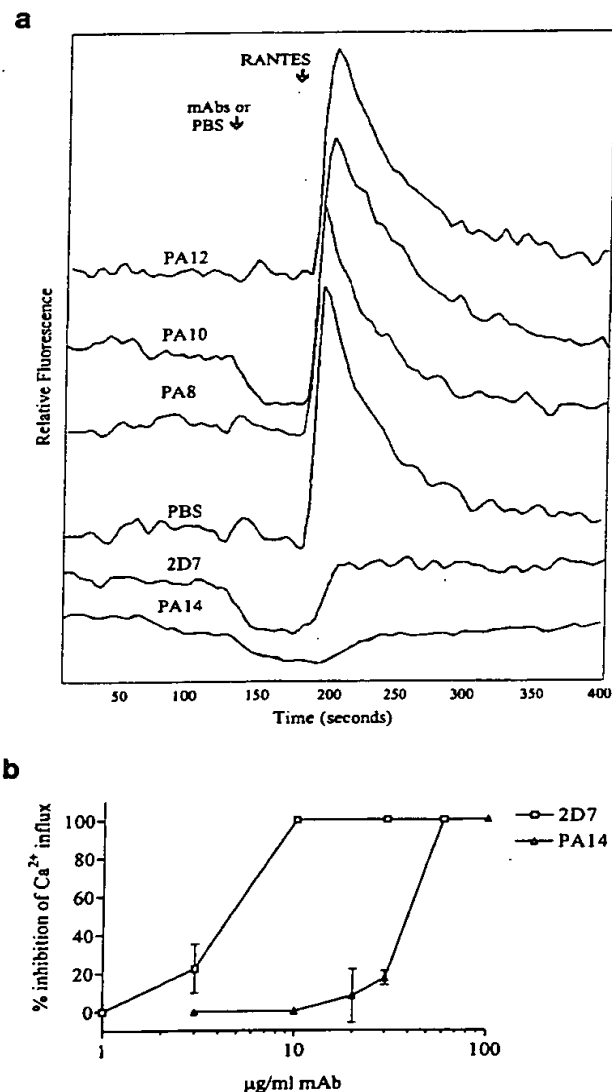 a
RANTES
mAbs or
PBS
PA12
PA10
PA8
PBS
2D7
PA14
Relative Fluorescence
50 100 150 200 250 300 350 400
Time (seconds)
b
2D7
PA14
% inhibition of Ca²⁺ influx
100
80
60
40
20
0
1 10 100
μg/ml mAb